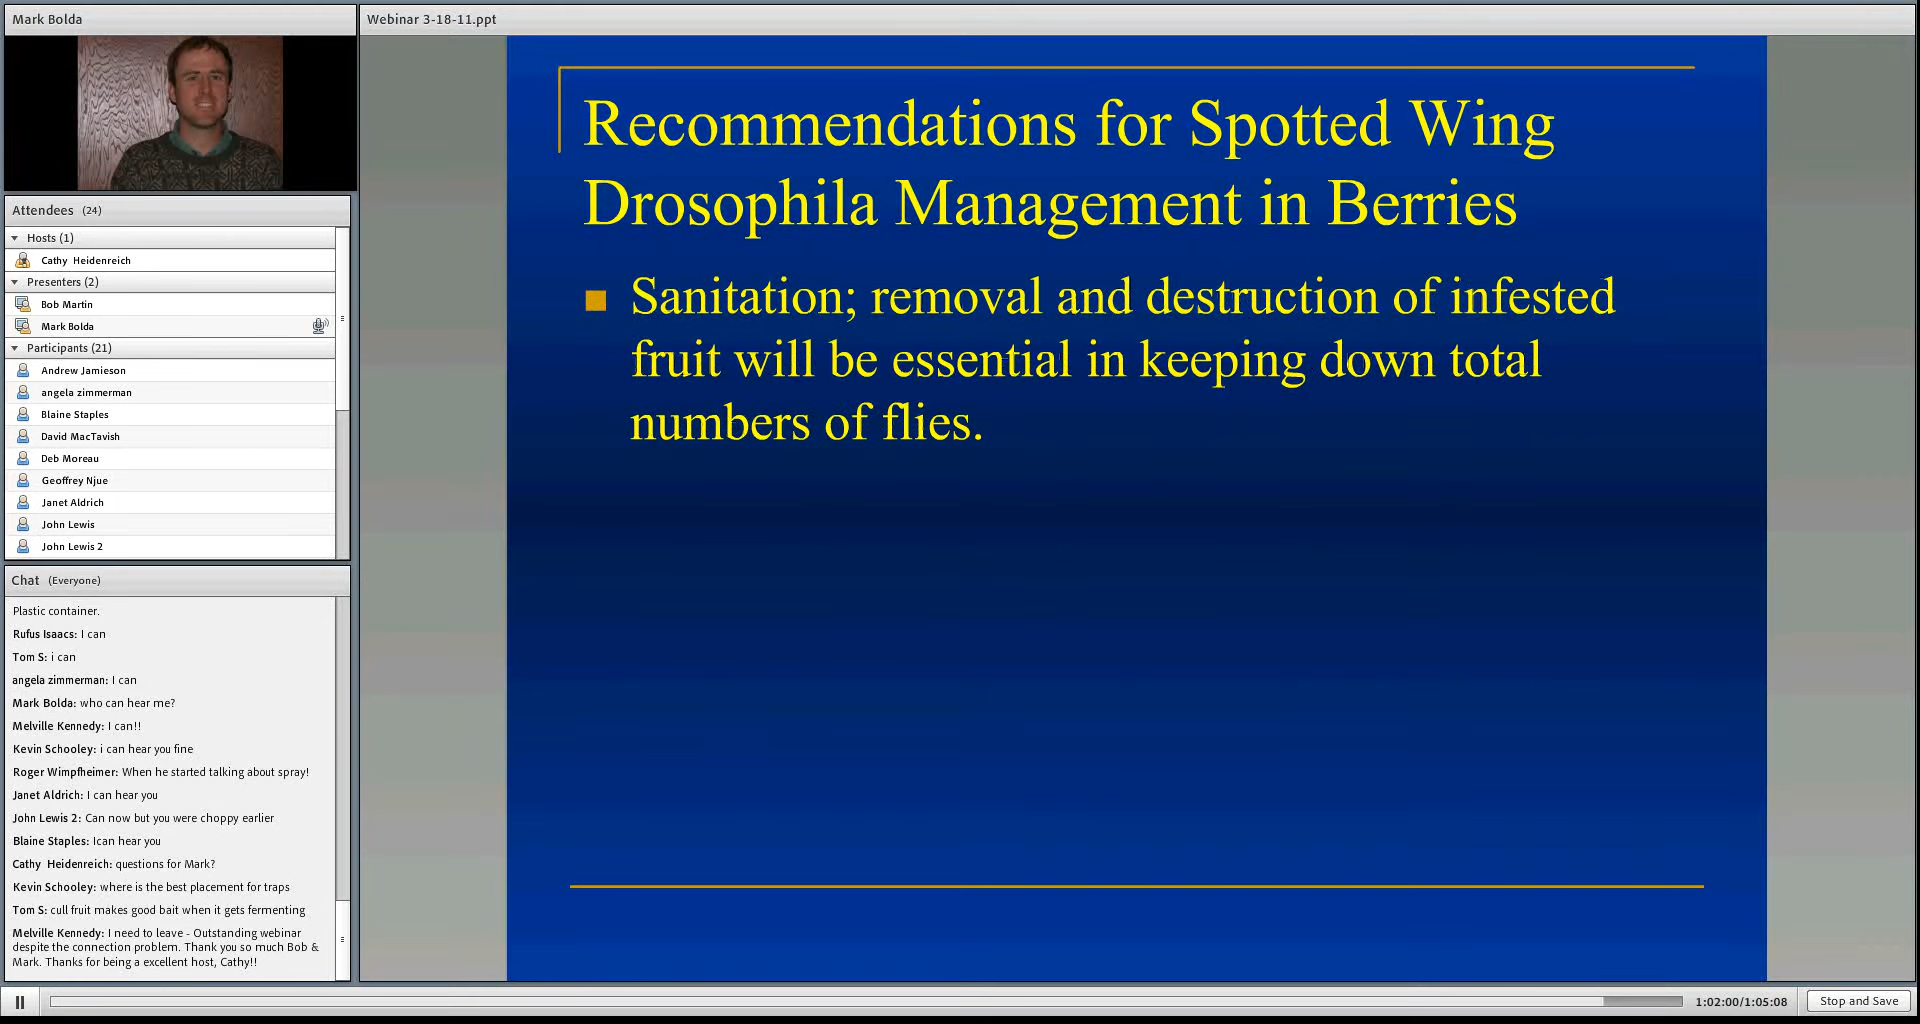 Mark Bolda
Webinar 3-18-11.ppt
Recommendations for Spotted Wing
Drosophila Management in Berries
Sanitation; removal and destruction of infested
fruit will be essential in keeping down total
numbers of flies.
Attendees (24)
Hosts (1)
Cathy Heidenreich
Presenters (2)
Bob Martin
Mark Bolda
Participants (21)
Andrew Jamieson
angela zimmerman
Blaine Staples
David MacTavish
Deb Moreau
Geoffrey Njue
Janet Aldrich
John Lewis
John Lewis 2
Chat (Everyone)
Plastic container.
Rufus Isaacs: I can
Tom S: i can
angela zimmerman: I can
Mark Bolda: who can hear me?
Melville Kennedy: I can!!
Kevin Schooley: i can hear you fine
Roger Wimpfheimer: When he started talking about spray!
Janet Aldrich: I can hear you
John Lewis 2: Can now but you were choppy earlier
Blaine Staples: Ican hear you
Cathy Heidenreich: questions for Mark?
Kevin Schooley: where is the best placement for traps
Tom S: cull fruit makes good bait when it gets fermenting
Melville Kennedy: I need to leave - Outstanding webinar
despite the connection problem. Thank you so much Bob &
Mark. Thanks for being a excellent host, Cathy!!
1:02:00/1:05:08
Stop and Save